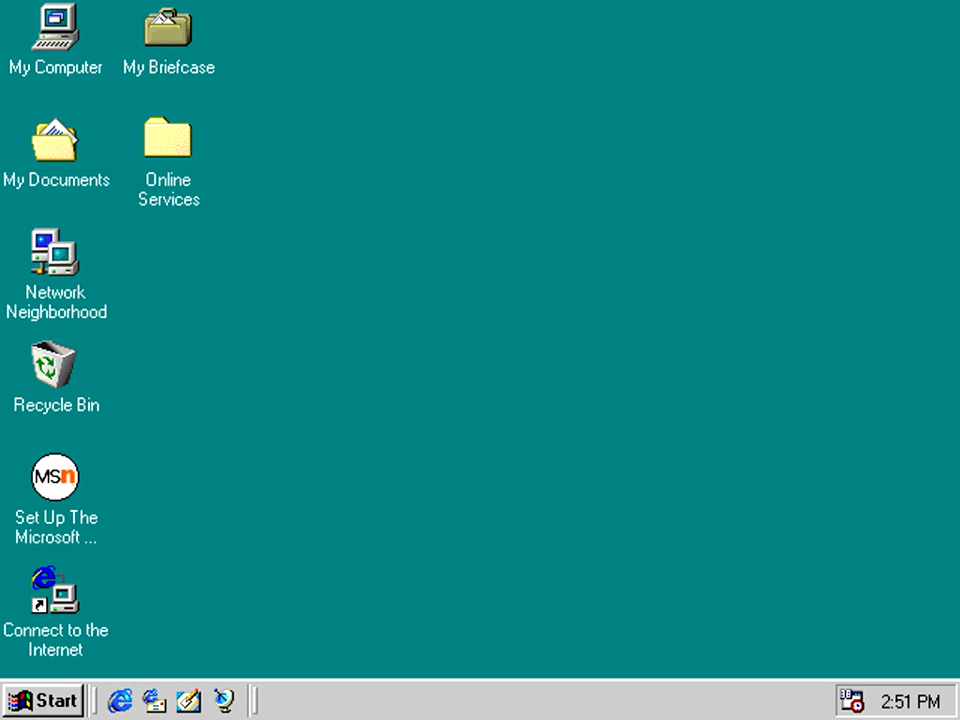 My Computer
My Briefcase
My Documents
Online
Services
Network
Neighborhood
Recycle Bin
MSn
Set Up The
Microsoft ...
Connect to the
Internet
Start
2:51 PM